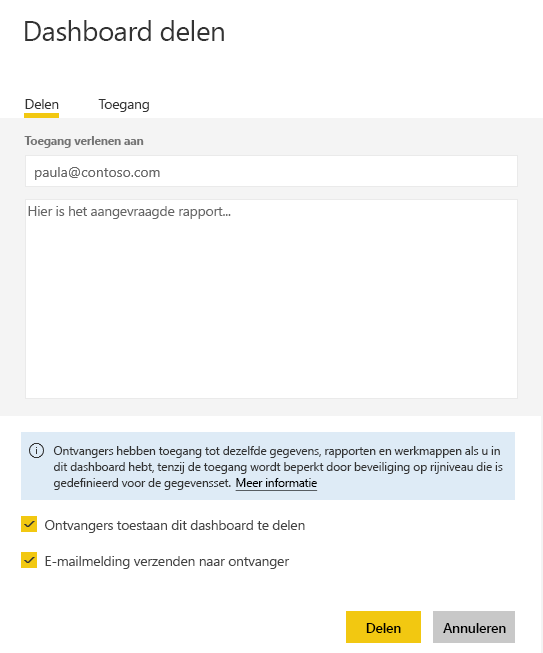 Dashboard delen
Delen Toegang
Toegang verlenen aan
paula@contoso.com
Hier is het aangevraagde rapport...
Ontvangers hebben toegang tot dezelfde gegevens, rapporten en werkmappen als u in
dit dashboard hebt, tenzij de toegang wordt beperkt door beveiliging op rijniveau die is
gedefinieerd voor de gegevensset. Meer informatie
Ontvangers toestaan dit dashboard te delen
E-mailmelding verzenden naar ontvanger
Delen Annuleren